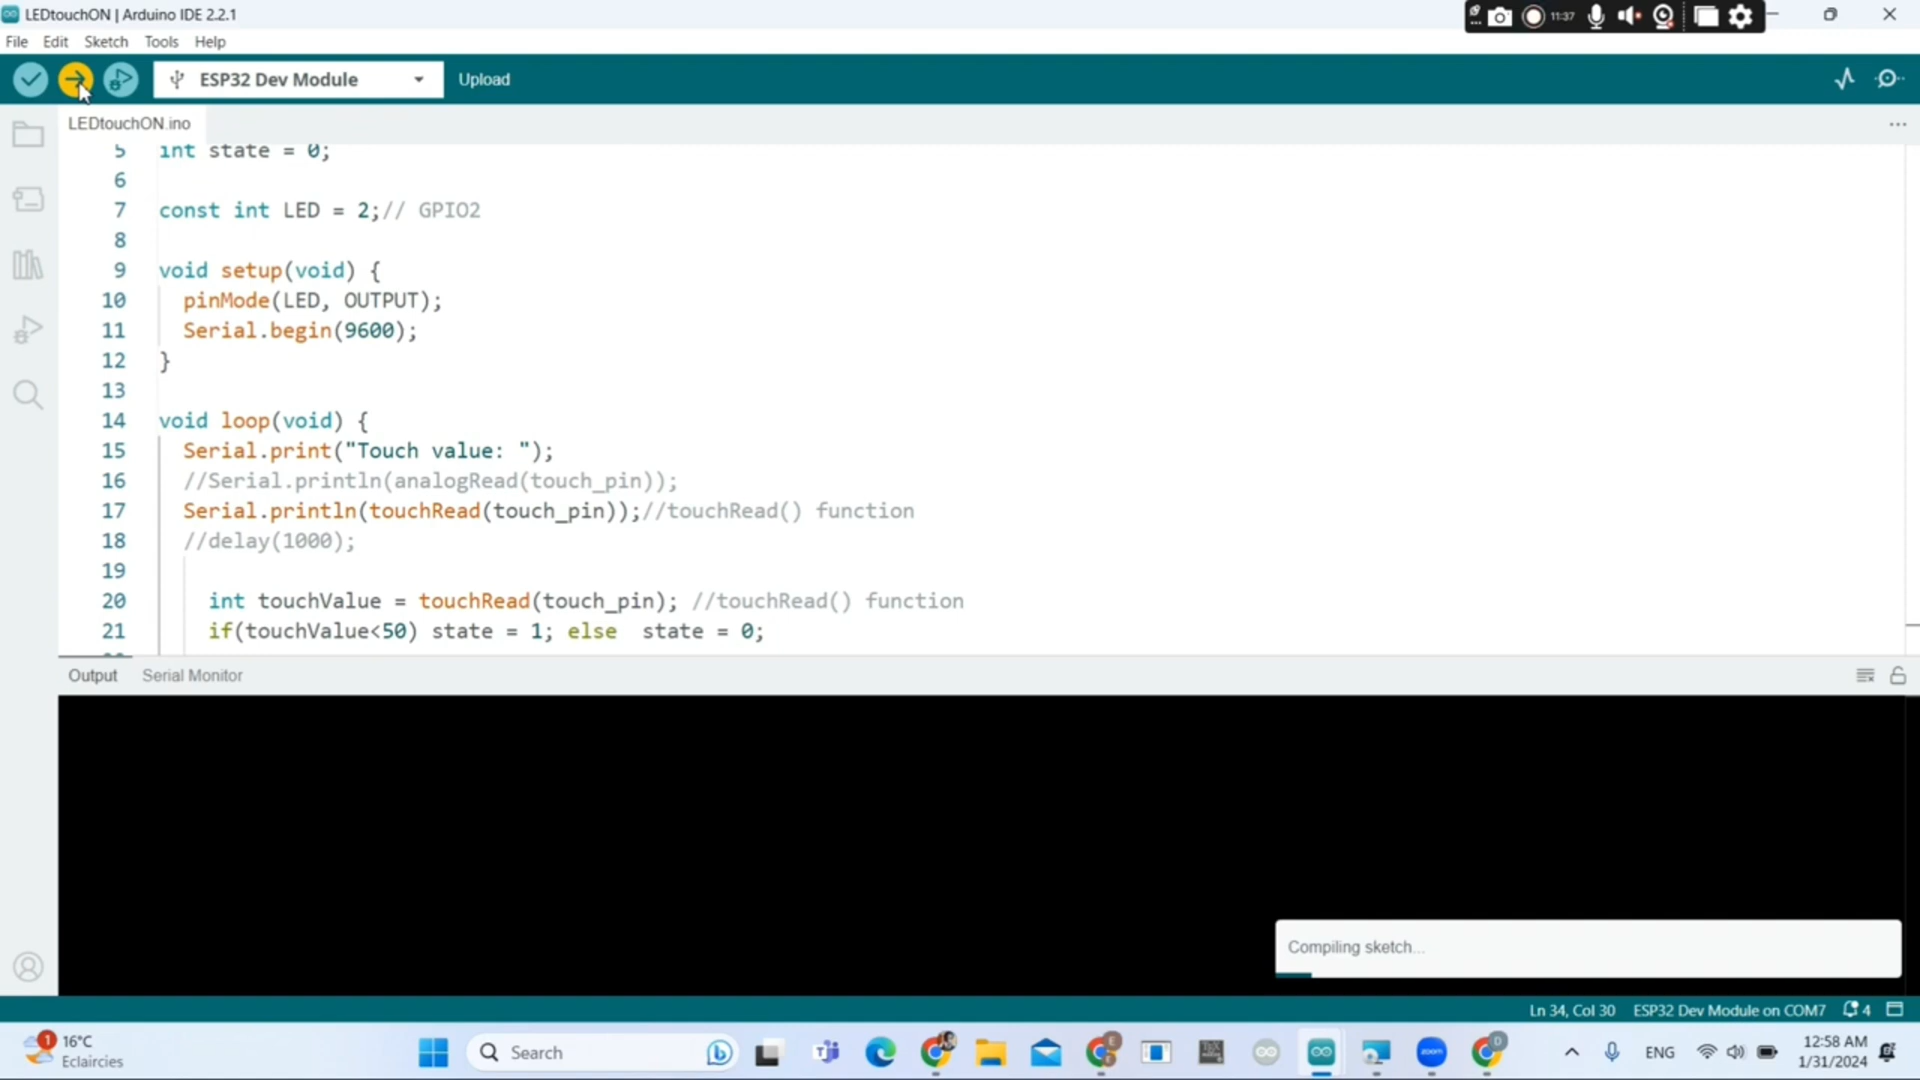 LEDtouchON | Arduino IDE 2.2.1
11:37
File Edit Sketch Tools Help
ESP32 Dev Module
Upload
LEDtouchON.ino
5 int state = 0;
6
7 const int LED = 2;// GPIO2
8
9 void setup(void) {
10 pinMode(LED, OUTPUT);
11 Serial.begin(9600);
12 }
13
14 void loop(void) {
15 Serial.print("Touch value: ");
16 //Serial.println(analogRead(touch_pin));
17 Serial.println(touchRead(touch_pin));//touchRead() function
18 //delay(1000);
19
20 int touchValue = touchRead(touch_pin); //touchRead() function
21 if(touchValue<50) state = 1; else  state = 0;
Output Serial Monitor
Compiling sketch...
Ln 34, Col 30 ESP32 Dev Module on COM7 4
1
16°C
Eclaircies
Search
zoom
ENG
12:58 AM
1/31/2024